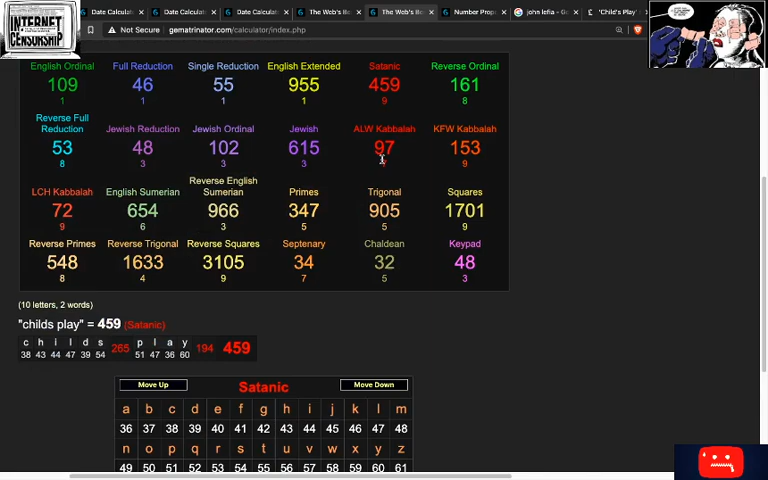 INTERNET
CENSORSHIP
Date Calcula
Date Calcula
Date Calcula
The Web's Be
The Web's Be
Number Prop
john lefia - G
'Child's Play'
Not Secure gematrinator.com/calculator/index.php
English Ordinal Full Reduction Single Reduction English Extended Satanic Reverse Ordinal
109 46 55 955 459 161
1 1 1 1 9 8
Reverse Full
Reduction Jewish Reduction Jewish Ordinal Jewish ALW Kabbalah KFW Kabbalah
53 48 102 615 97 153
8 3 3 3 7 9
Reverse English
LCH Kabbalah English Sumerian Sumerian Primes Trigonal Squares
72 654 966 347 905 1701
9 6 3 5 5 9
Reverse Primes Reverse Trigonal Reverse Squares Septenary Chaldean Keypad
548 1633 3105 34 32 48
8 4 9 7 5 3
(10 letters, 2 words)
"childs play" = 459 (Satanic)
c h i l d s 265 p l a y 194 459
38 43 44 47 39 54 51 47 36 60
Move Up Satanic Move Down
a b c d e f g h i j k l m
36 37 38 39 40 41 42 43 44 45 46 47 48
n o p q r s t u v w x y z
49 50 51 52 53 54 55 56 57 58 59 60 61